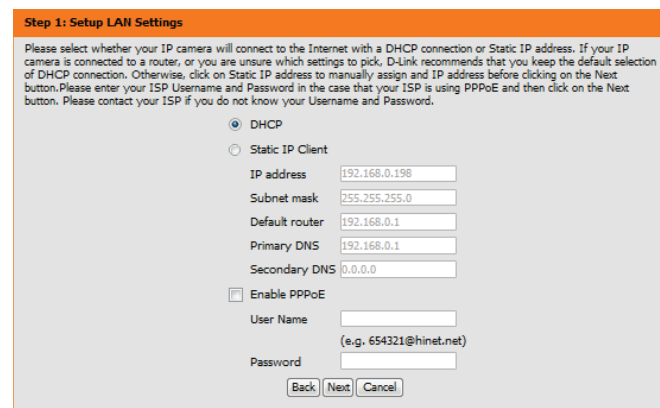 Step 1: Setup LAN Settings
Please select whether your IP camera will connect to the Internet with a DHCP connection or Static IP address. If your IP
camera is connected to a router, or you are unsure which settings to pick, D-Link recommends that you keep the default selection
of DHCP connection. Otherwise, click on Static IP address to manually assign and IP address before clicking on the Next
button.Please enter your ISP Username and Password in the case that your ISP is using PPPoE and then click on the Next
button. Please contact your ISP if you do not know your Username and Password.
DHCP
Static IP Client
IP address 192.168.0.198
Subnet mask 255.255.255.0
Default router 192.168.0.1
Primary DNS 192.168.0.1
Secondary DNS 0.0.0.0
Enable PPPoE
User Name
(e.g. 654321@hinet.net)
Password
Back Next Cancel